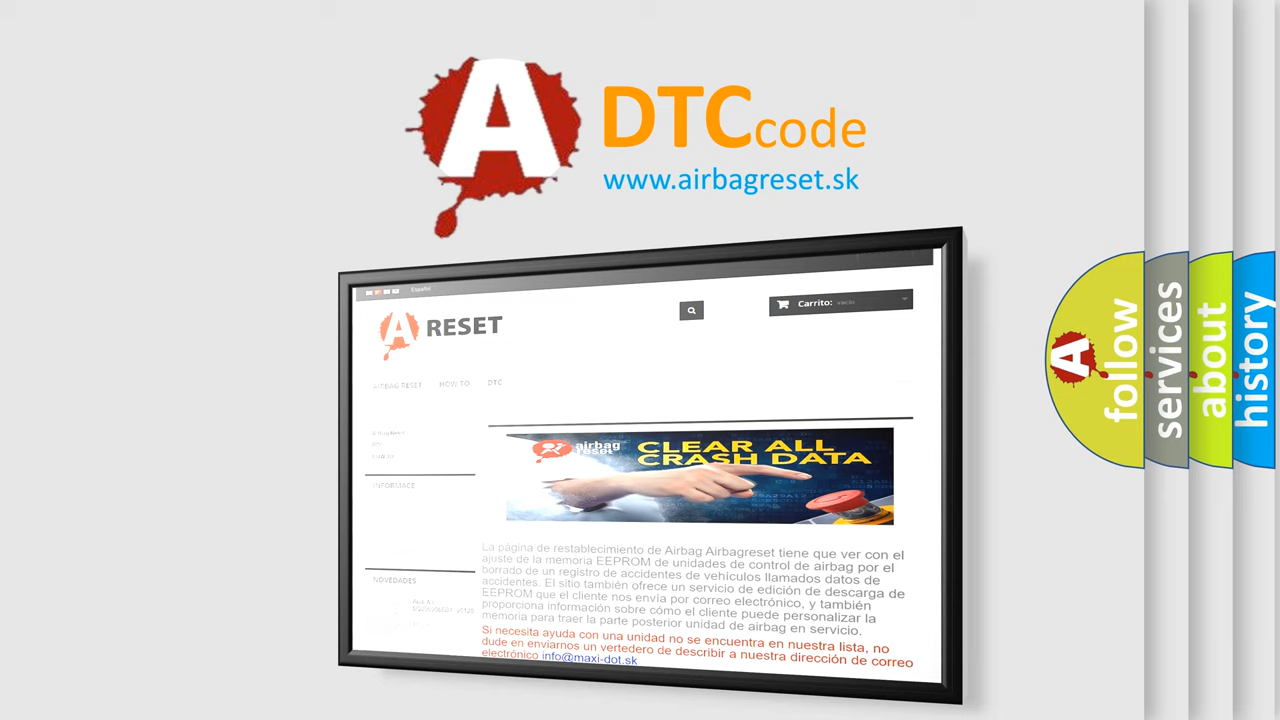 A DTCcode
www.airbagreset.sk
Español
A RESET
Carrito: vacío
AIRBAG RESET HOW TO DTC
INFORMACE
NOVEDADES
airbag
reset
CLEAR ALL
CRASH DATA
La página de restablecimiento de Airbag Airbagreset tiene que ver con el
ajuste de la memoria EEPROM de unidades de control de airbag por el
borrado de un registro de accidentes de vehículos llamados datos de
accidentes. El sitio también ofrece un servicio de edición de descarga de
EEPROM que el cliente nos envía por correo electrónico, y también
proporciona información sobre cómo el cliente puede personalizar la
memoria para traer la parte posterior unidad de airbag en servicio.
Si necesita ayuda con una unidad no se encuentra en nuestra lista, no
dude en enviarnos un vertedero de describir a nuestra dirección de correo
electrónico info@maxi-dot.sk
A
follow
services
about
history